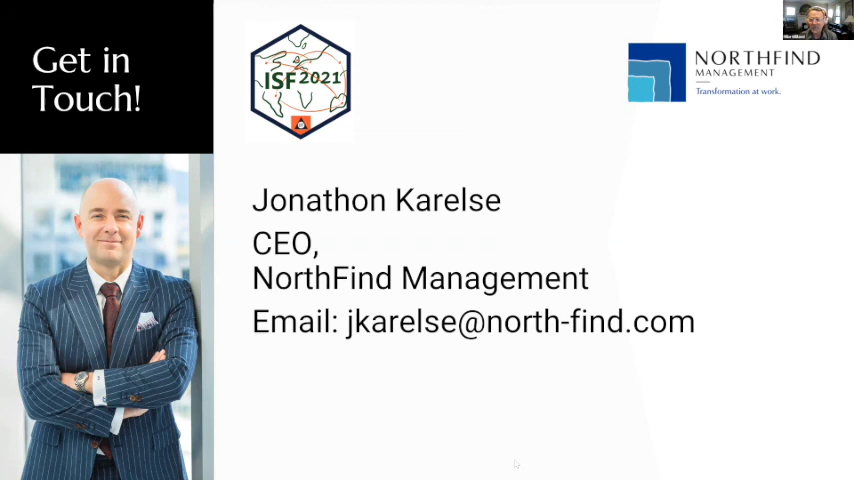 Get in
Touch!
ISF 2021
NORTHFIND
MANAGEMENT
Transformation at work.
Jonathon Karelse
CEO,
NorthFind Management
Email: jkarelse@north-find.com